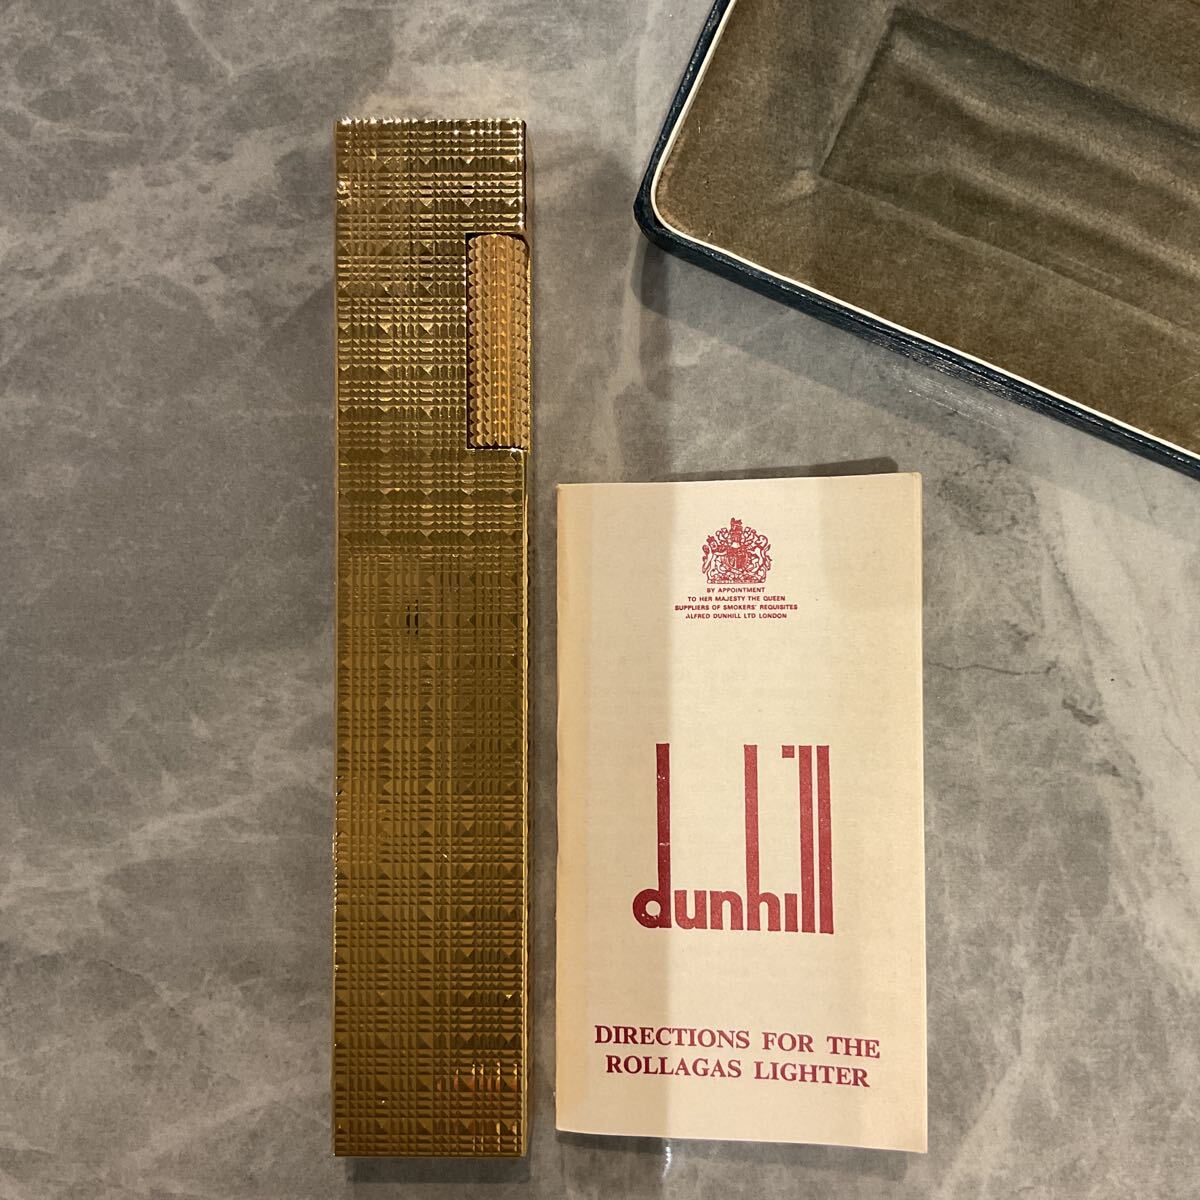 BY APPOINTMENT
TO HER MAJESTY THE QUEEN
SUPPLIERS OF SMOKERS' REQUISITES
ALFRED DUNHILL LTD LONDON
dunhill
DIRECTIONS FOR THE
ROLLAGAS LIGHTER